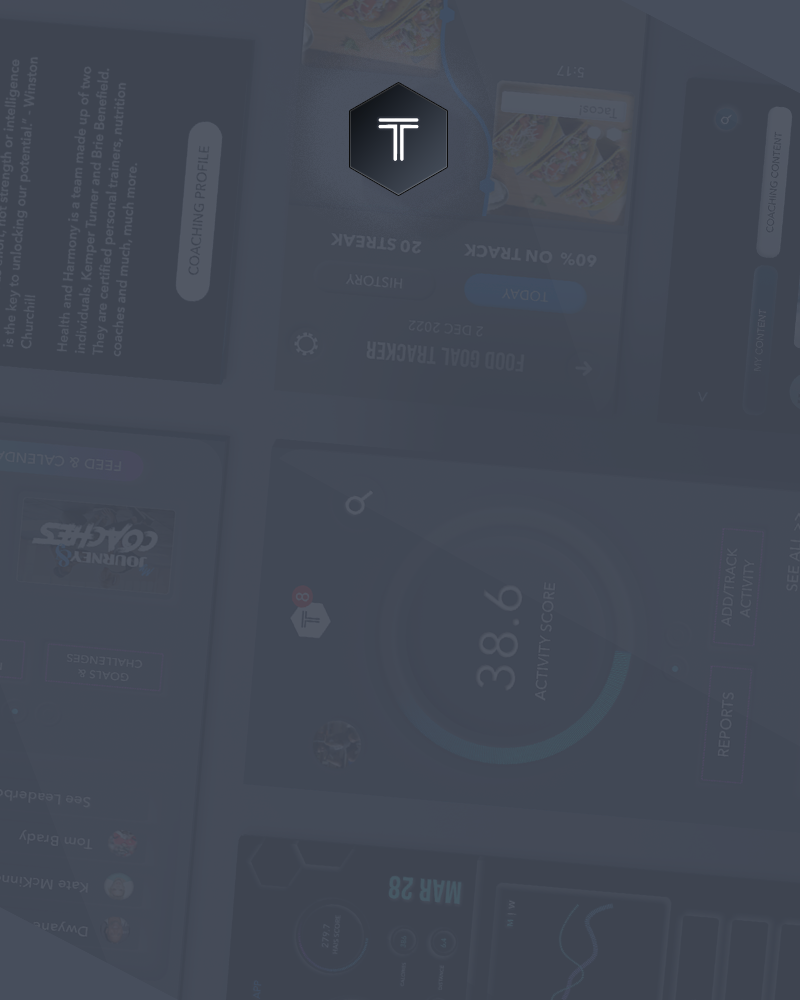 is the key to unlocking our potential." - Winston
Churchill
Health and Harmony is a team made up of two
individuals, Kemper Turner and Brie Benefield.
They are certified personal trainers, nutrition
coaches and much, much more.
COACHING PROFILE
T
FOOD GOAL TRACKER
2 DEC 2022
TODAY
HISTORY
60% ON TRACK
20 STREAK
Tacos!
5:17
COACHING CONTENT
MY CONTENT
FEED &
JOURNEY
COACHES
GOALS &
CHALLENGES
See
Tom Brady
Kate
Dwyane
8
38.6
ACTIVITY SCORE
ADD/TRACK
ACTIVITY
REPORTS
SEE ALL >>
MAR 28
M | W